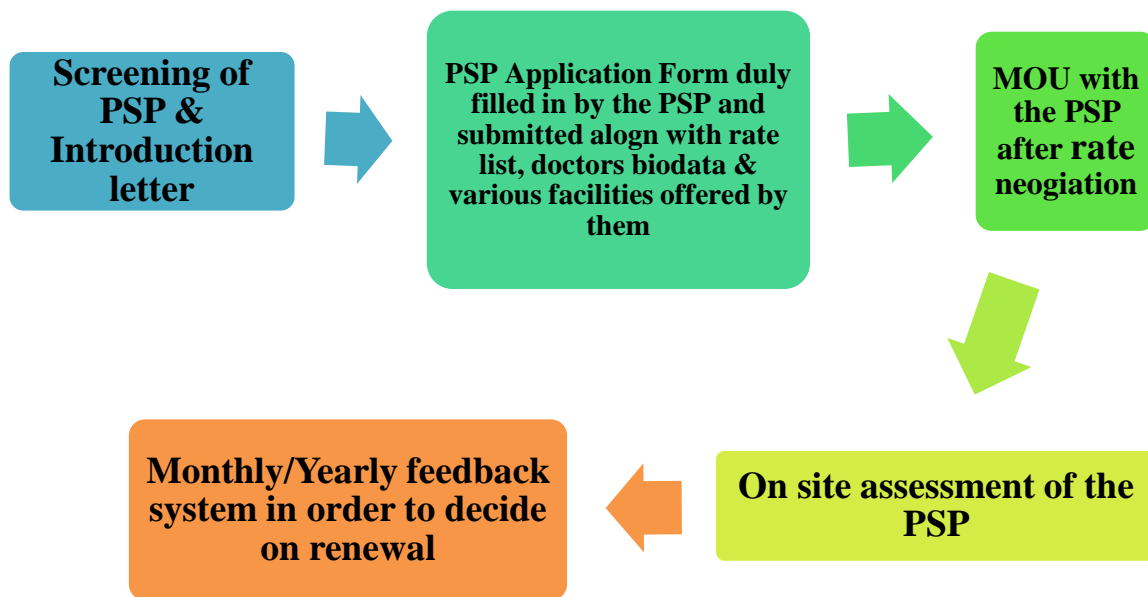 Screening of
PSP &
Introduction
letter
PSP Application Form duly
filled in by the PSP and
submitted alogn with rate
list, doctors biodata &
various facilities offered by
them
MOU with
the PSP
after rate
neogiation
On site assessment of the
PSP
Monthly/Yearly feedback
system in order to decide
on renewal